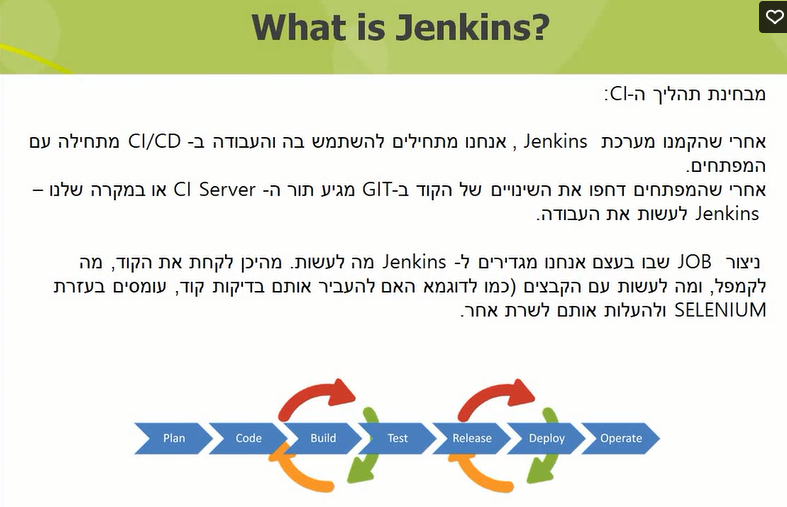 What is Jenkins?
מבחינת תהליך ה-CI:
אחרי שהקמנו מערכת Jenkins , אנחנו מתחילים להשתמש בה והעבודה ב- CI/CD מתחילה עם
המפתחים.
אחרי שהמפתחים דחפו את השינויים של הקוד ב-GIT מגיע תור ה- CI Server או במקרה שלנו –
Jenkins לעשות את העבודה.
ניצור JOB שבו בעצם אנחנו מגדירים ל- Jenkins מה לעשות. מהיכן לקחת את הקוד, מה
לקמפל, ומה לעשות עם הקבצים (כמו לדוגמא האם להעביר אותם בדיקות קוד, עומסים בעזרת
SELENIUM ולהעלות אותם לשרת אחר.
Plan Code Build Test Release Deploy Operate